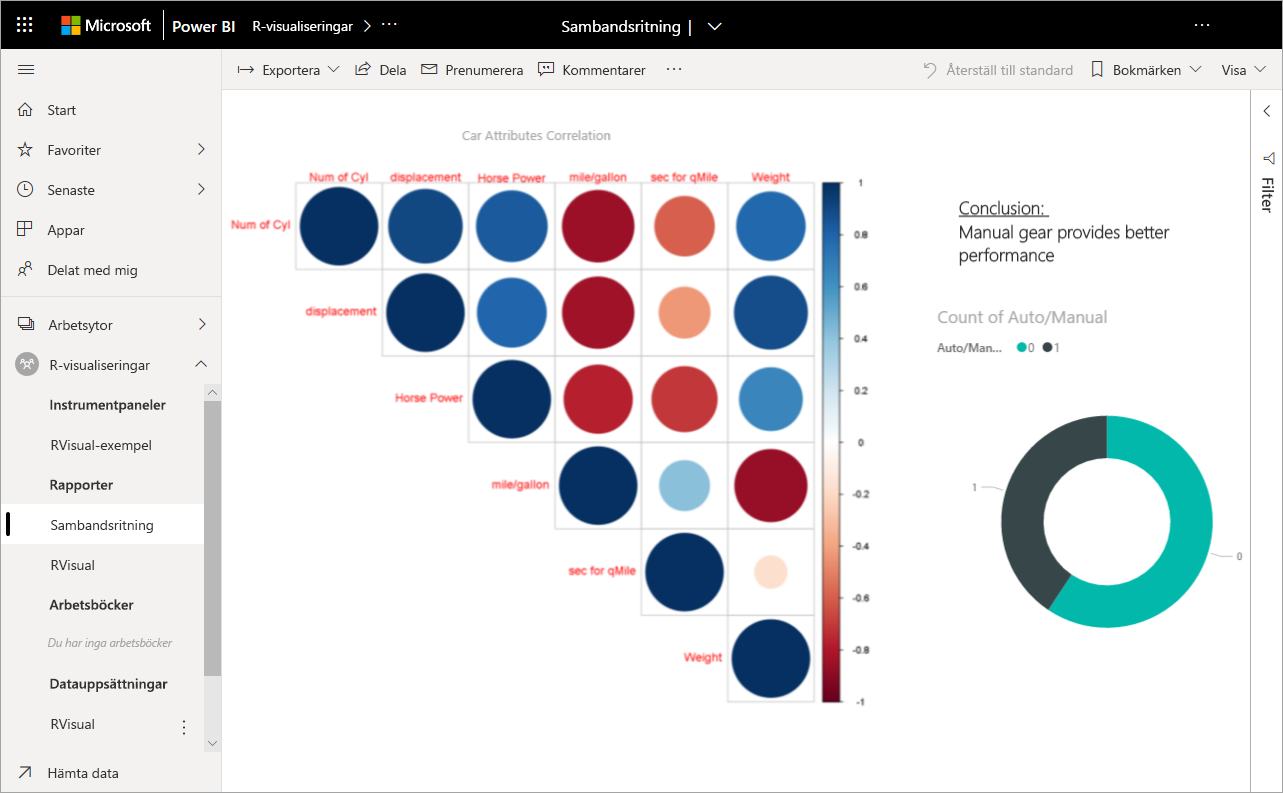 Microsoft Power BI R-visualiseringar > ... Sambandsritning | ...
Exportera Dela Prenumerera Kommentarer ... Återställ till standard Bokmärken Visa
Start
Favoriter
Senaste
Appar
Delat med mig
Arbetsytor
R-visualiseringar
Instrumentpaneler
RVisual-exempel
Rapporter
Sambandsritning
RVisual
Arbetsböcker
Du har inga arbetsböcker
Datauppsättningar
RVisual
Hämta data
Car Attributes Correlation
Num of Cyl displacement Horse Power mile/gallon sec for qMile Weight
Num of Cyl
displacement
Horse Power
mile/gallon
sec for qMile
Weight
1
0.8
0.6
0.4
0.2
0
-0.2
-0.4
-0.6
-0.8
-1
Conclusion:
Manual gear provides better
performance
Count of Auto/Manual
Auto/Man... 0 1
1
0
Filter